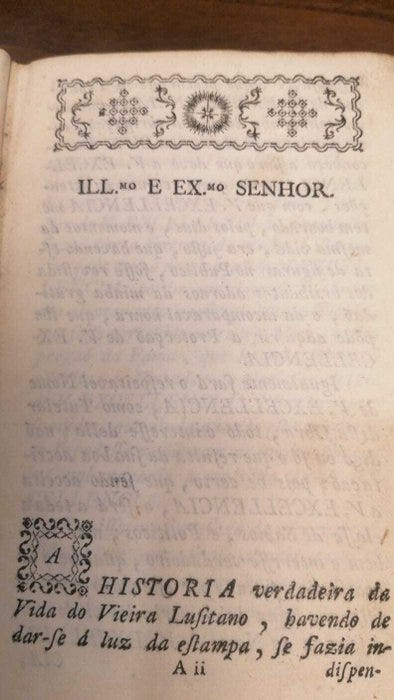 ILL.ᴹᴼ E EX.ᴹᴼ SENHOR.
A HISTORIA verdadeira da
Vida do Vieira Luſitano, havendo de
dar-ſe á luz da eſtampa, ſe fazia in-
A ii diſpen-